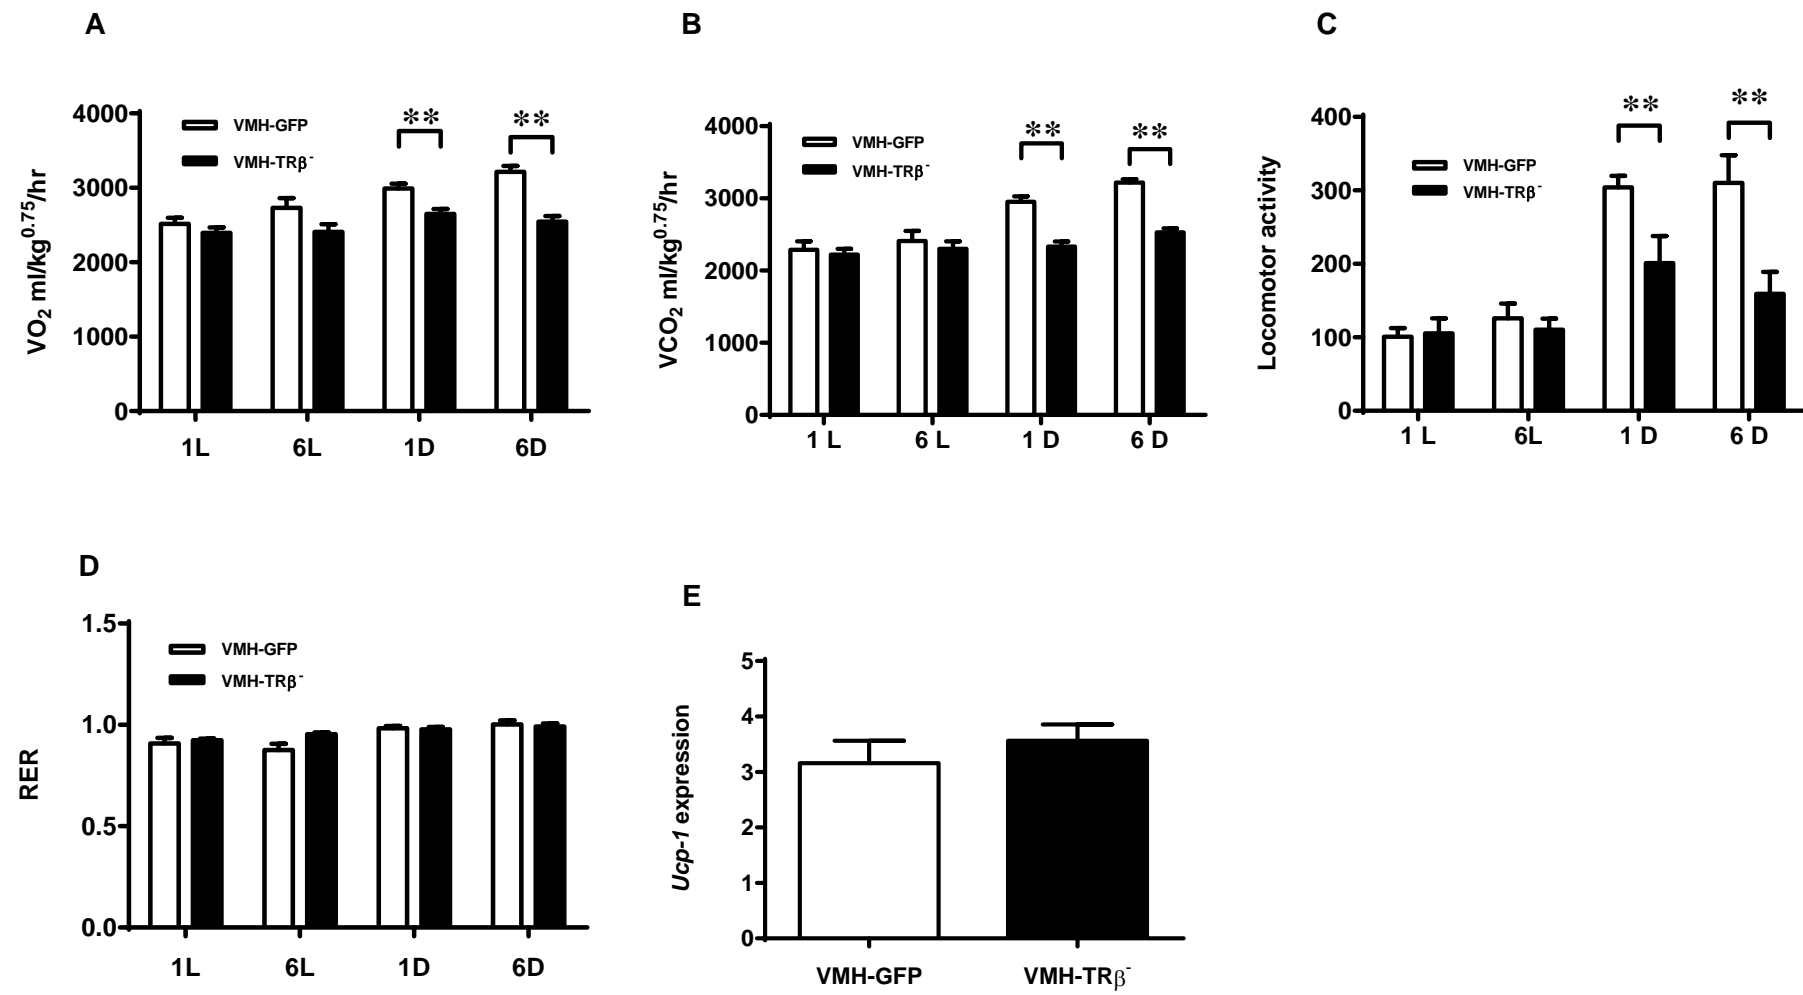 A
VO₂ ml/kg⁰·⁷⁵/hr
4000
3000
2000
1000
0
VMH-GFP
VMH-TRβ⁻
**
**
1L 6L 1D 6D
B
VCO₂ ml/kg⁰·⁷⁵/hr
4000
3000
2000
1000
0
VMH-GFP
VMH-TRβ⁻
**
**
1 L 6 L 1 D 6 D
C
Locomotor activity
400
300
200
100
0
VMH-GFP
VMH-TRβ⁻
**
**
1 L 6L 1 D 6 D
D
RER
1.5
1.0
0.5
0.0
VMH-GFP
VMH-TRβ⁻
1L 6L 1D 6D
E
Ucp-1 expression
5
4
3
2
1
0
VMH-GFP VMH-TRβ⁻